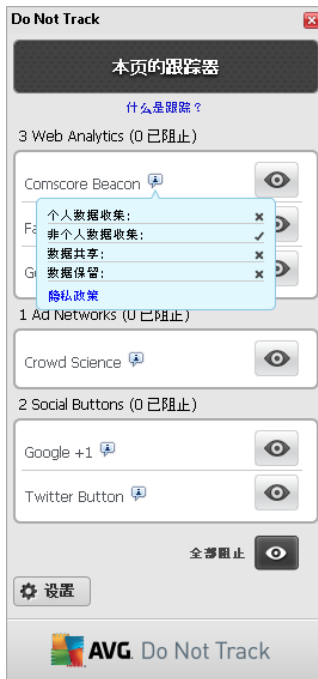 Do Not Track
本页的跟踪器
什么是跟踪？
3 Web Analytics (0 已阻止)
Comscore Beacon
个人数据收集:
非个人数据收集:
数据共享:
数据保留:
隐私政策
1 Ad Networks (0 已阻止)
Crowd Science
2 Social Buttons (0 已阻止)
Google +1
Twitter Button
全部阻止
设置
AVG. Do Not Track